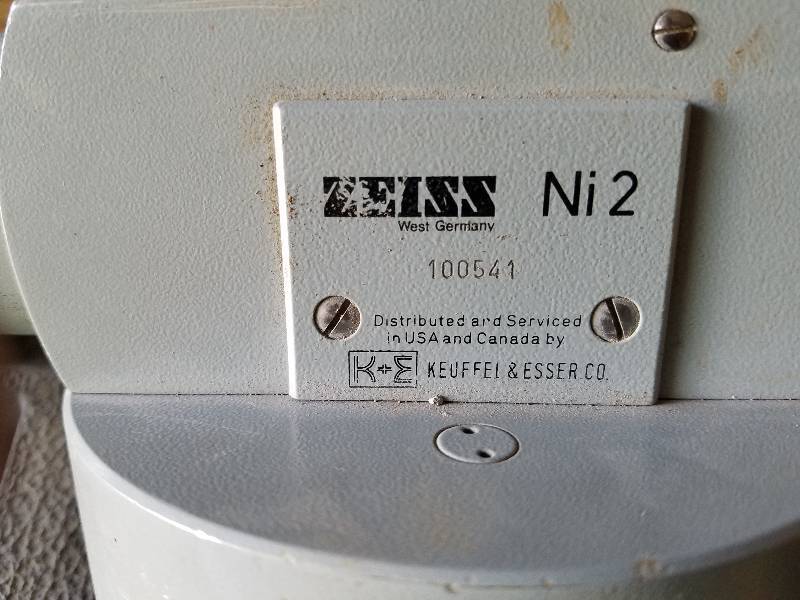 ZEISS Ni 2
West Germany
100541
Distributed and Serviced
in USA and Canada by
K+E KEUFFEL & ESSER CO.